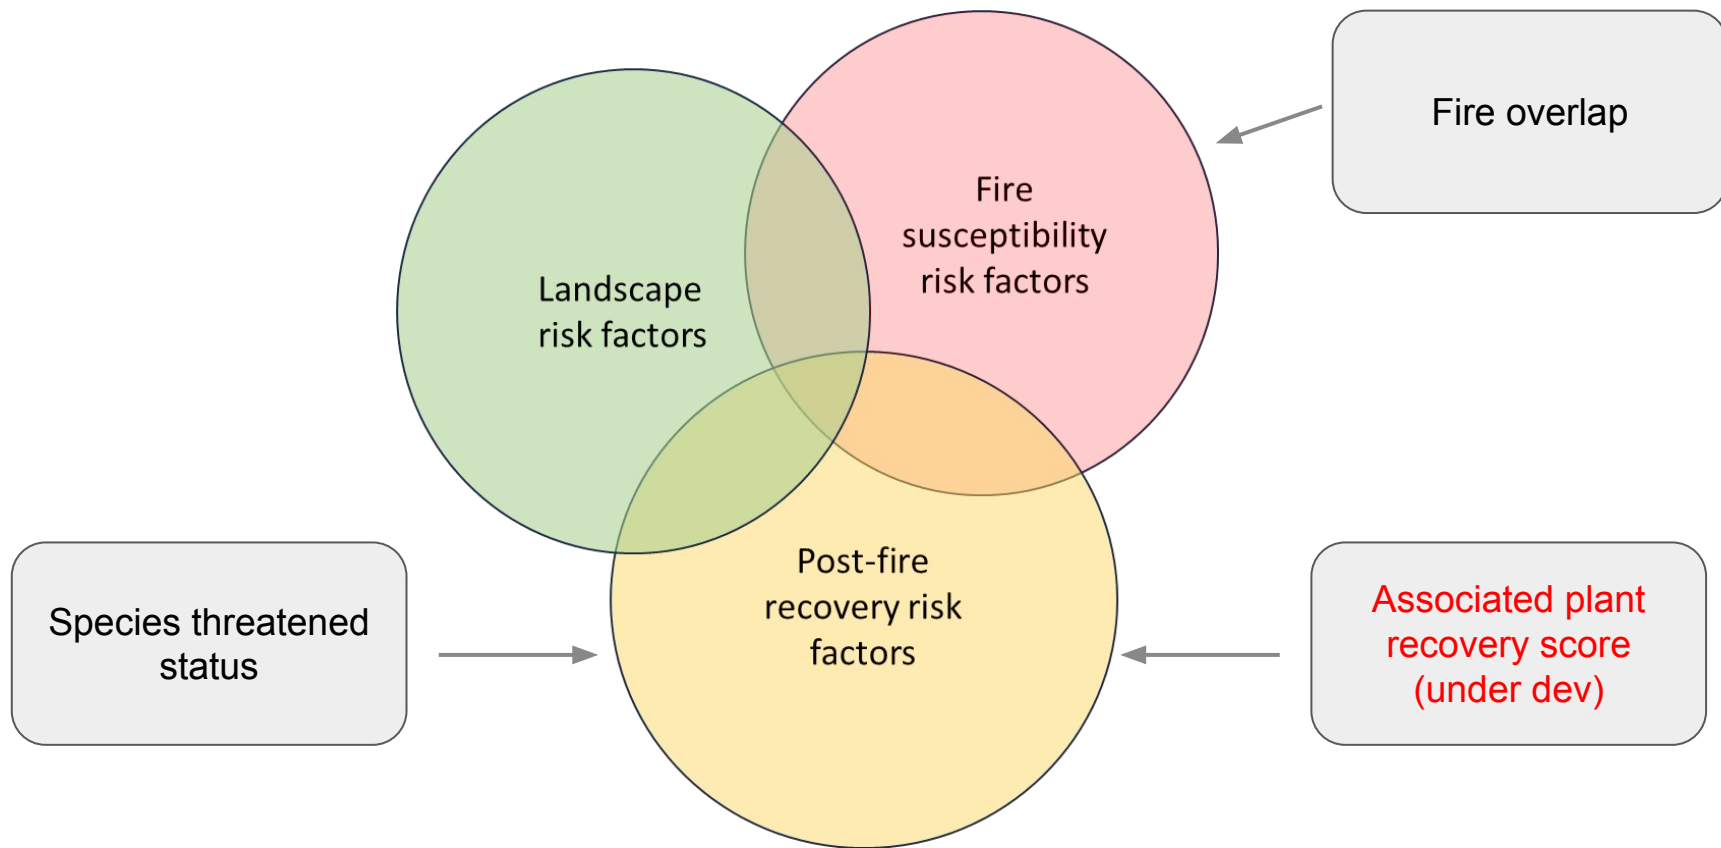 Fire overlap
Fire
susceptibility
risk factors
Landscape
risk factors
Post-fire
recovery risk
factors
Species threatened
status
Associated plant
recovery score
(under dev)